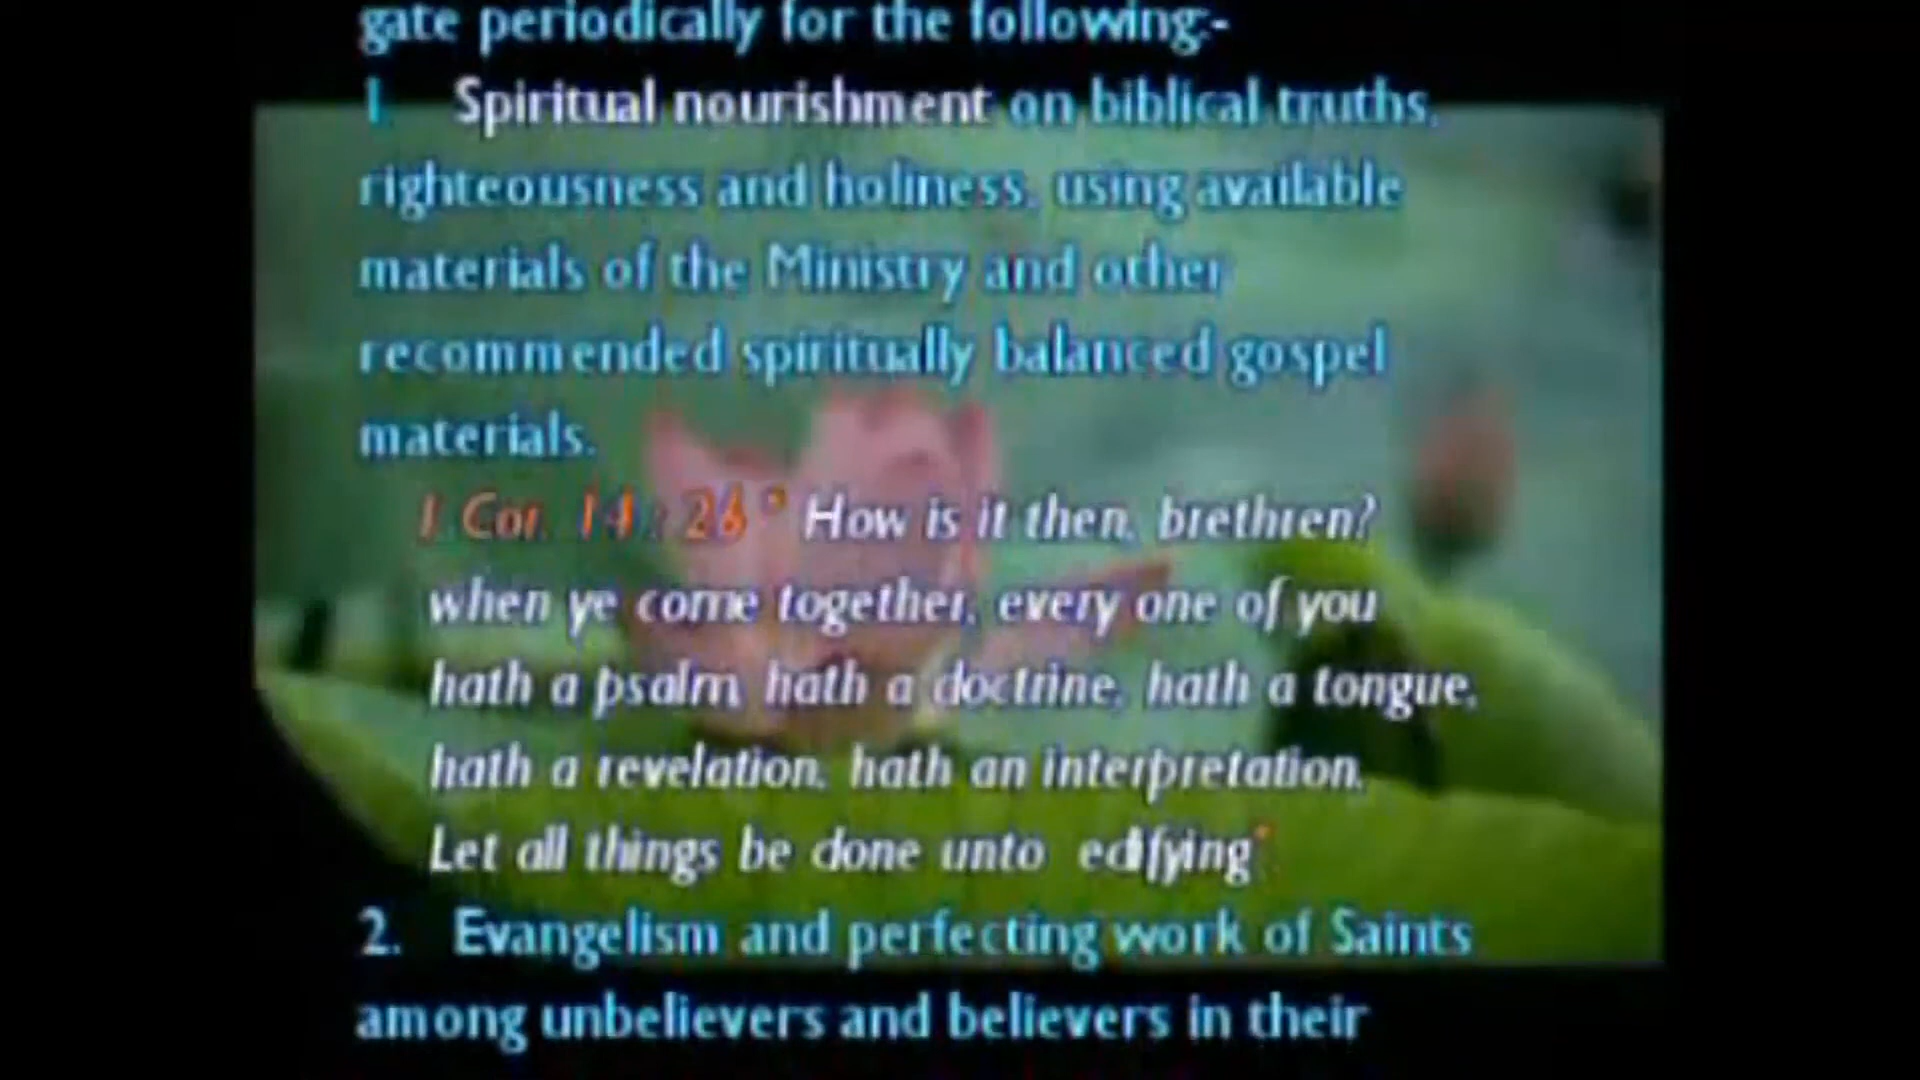 gate periodically for the following:-
1. Spiritual nourishment on biblical truths,
righteousness and holiness, using available
materials of the Ministry and other
recommended spiritually balanced gospel
materials.
1 Cor. 14 : 26 " How is it then, brethren?
when ye come together, every one of you
hath a psalm, hath a doctrine, hath a tongue,
hath a revelation, hath an interpretation.
Let all things be done unto edifying".
2. Evangelism and perfecting work of Saints
among unbelievers and believers in their